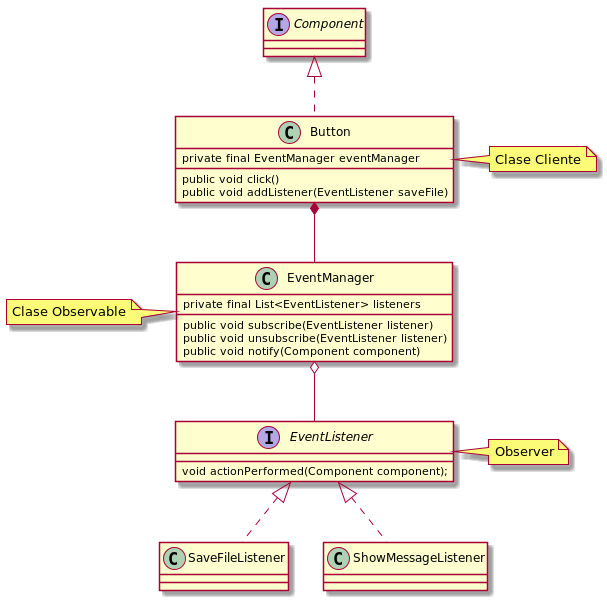 I Component
C Button
private final EventManager eventManager
public void click()
public void addListener(EventListener saveFile)
Clase Cliente
C EventManager
private final List<EventListener> listeners
public void subscribe(EventListener listener)
public void unsubscribe(EventListener listener)
public void notify(Component component)
Clase Observable
I EventListener
void actionPerformed(Component component);
Observer
C SaveFileListener
C ShowMessageListener